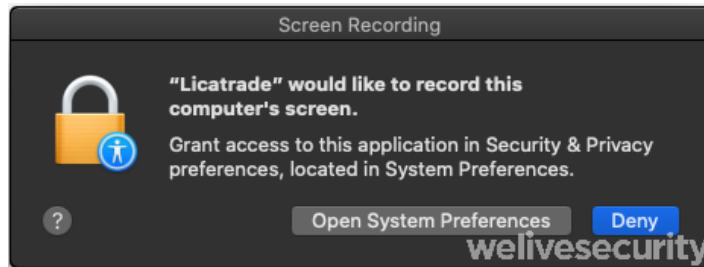 Screen Recording
“Licatrade” would like to record this
computer's screen.
Grant access to this application in Security & Privacy
preferences, located in System Preferences.
?
Open System Preferences
Deny
welivesecurity